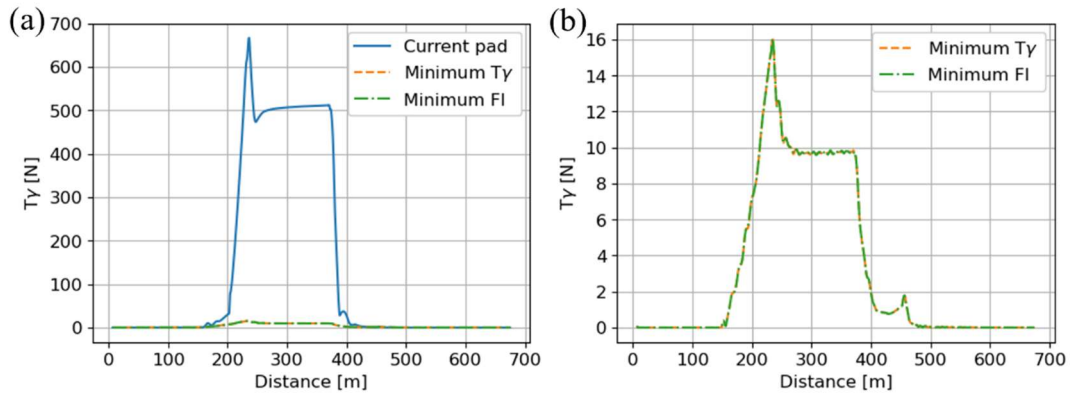 (a)
700
600
500
400
300
200
100
0
Tγ [N]
0 100 200 300 400 500 600 700
Distance [m]
Current pad
Minimum Tγ
Minimum FI
(b)
16
14
12
10
8
6
4
2
0
Tγ [N]
0 100 200 300 400 500 600 700
Distance [m]
Minimum Tγ
Minimum FI